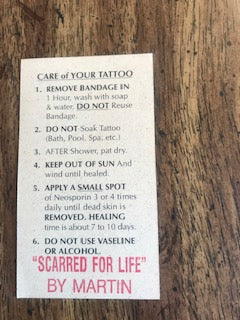 CARE of YOUR TATTOO
1. REMOVE BANDAGE IN
1 Hour, wash with soap
& water, DO NOT Reuse
Bandage.
2. DO NOT Soak Tattoo
(Bath, Pool, Spa, etc.)
3. AFTER Shower, pat dry.
4. KEEP OUT OF SUN And
wind until healed.
5. APPLY A SMALL SPOT
of Neosporin 3 or 4 times
daily until dead skin is
REMOVED. HEALING
time is about 7 to 10 days.
6. DO NOT USE VASELINE
OR ALCOHOL.
"SCARRED FOR LIFE"
BY MARTIN